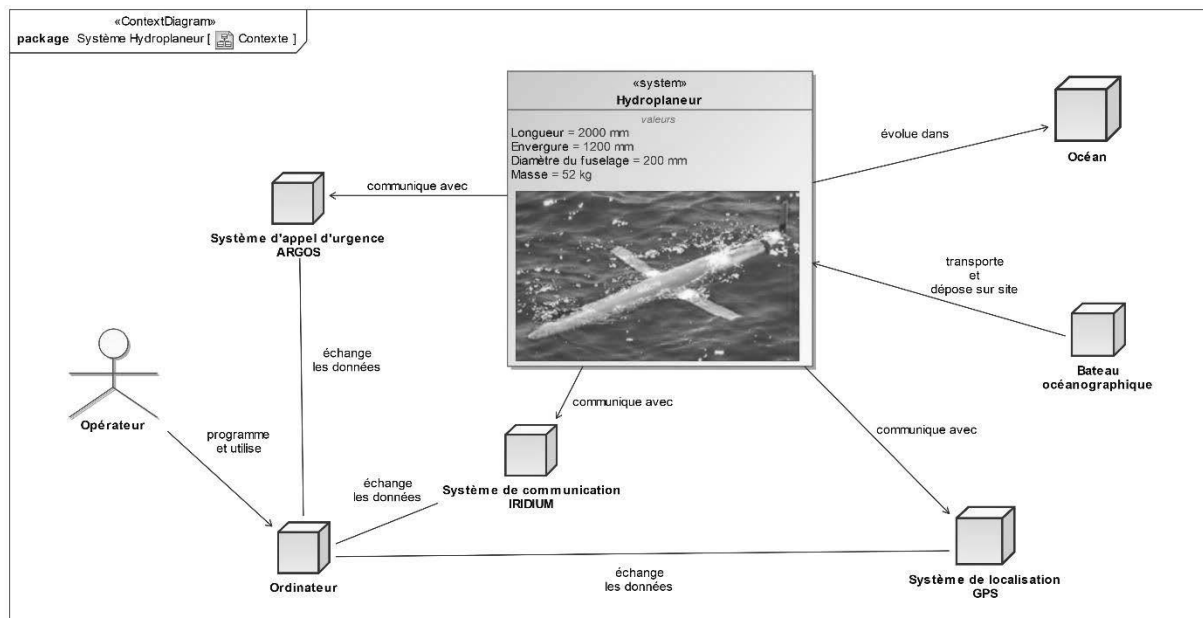 «ContextDiagram»
package Système Hydroplaneur [ Contexte ]
«system»
Hydroplaneur
valeurs
Longueur = 2000 mm
Envergure = 1200 mm
Diamètre du fuselage = 200 mm
Masse = 52 kg
évolue dans
Océan
communique avec
Système d'appel d'urgence
ARGOS
transporte
et
dépose sur site
Bateau
océanographique
échange
les données
Opérateur
programme
et utilise
communique avec
communique avec
Système de communication
IRIDIUM
échange
les données
Ordinateur
échange
les données
Système de localisation
GPS